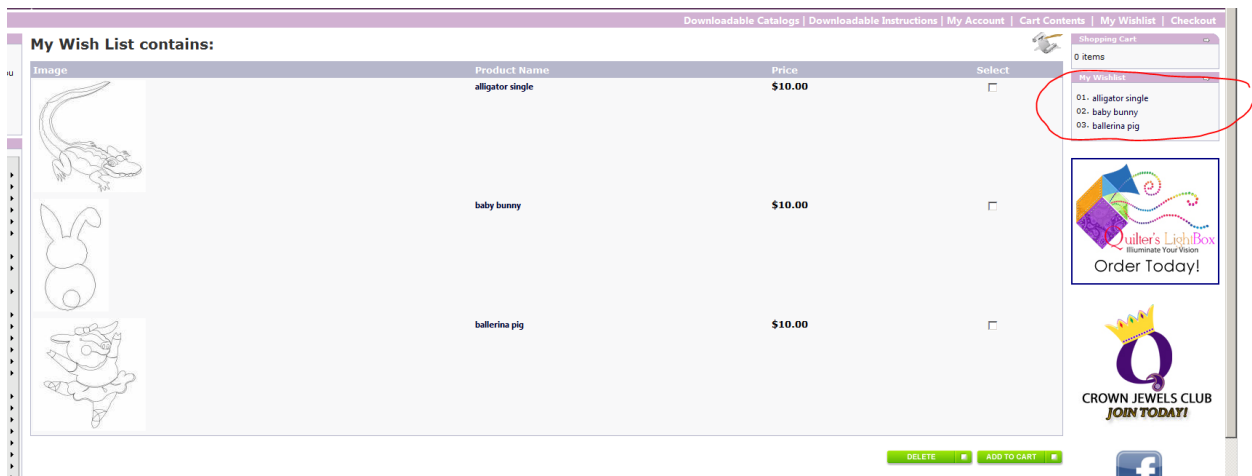 Downloadable Catalogs | Downloadable Instructions | My Account | Cart Contents | My Wishlist | Checkout
My Wish List contains:
Image Product Name Price Select
alligator single $10.00
baby bunny $10.00
ballerina pig $10.00
DELETE ADD TO CART
Shopping Cart
0 items
My Wishlist
01. alligator single
02. baby bunny
03. ballerina pig
Quilter's LightBox
Illuminate Your Vision
Order Today!
CROWN JEWELS CLUB
JOIN TODAY!
f